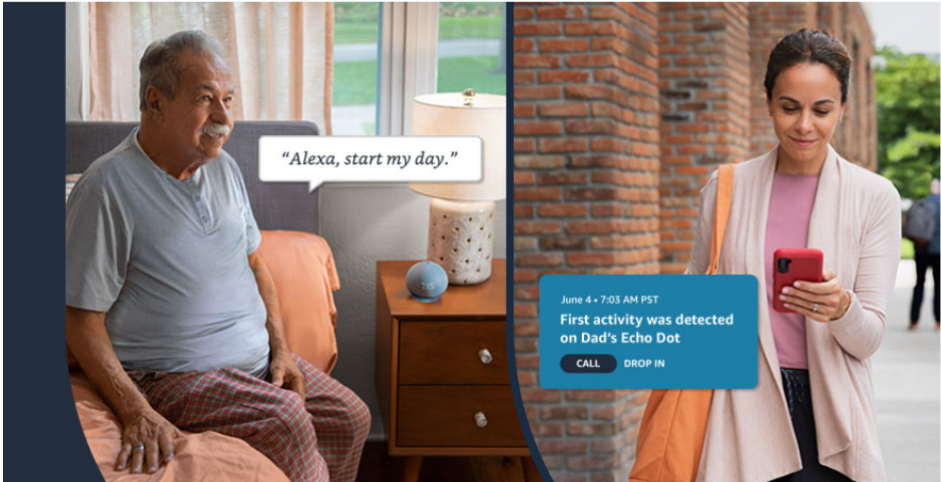 “Alexa, start my day.”
June 4 • 7:03 AM PST
First activity was detected
on Dad’s Echo Dot
CALL DROP IN